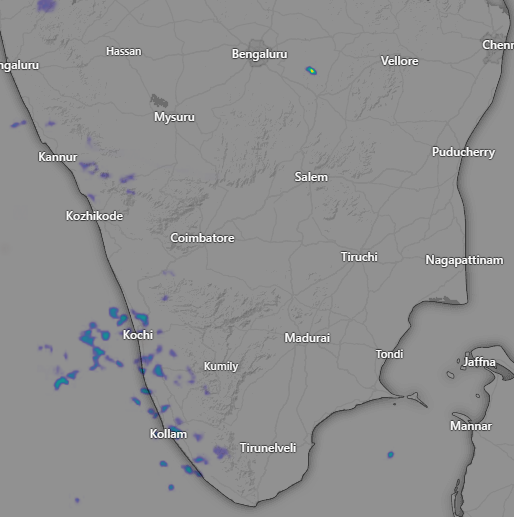 Chenn
Hassan
Bengaluru
Vellore
ngaluru
Mysuru
Puducherry
Kannur
Salem
Kozhikode
Coimbatore
Tiruchi
Nagapattinam
Kochi
Madurai
Tondi
Kumily
Jaffna
Mannar
Kollam
Tirunelveli